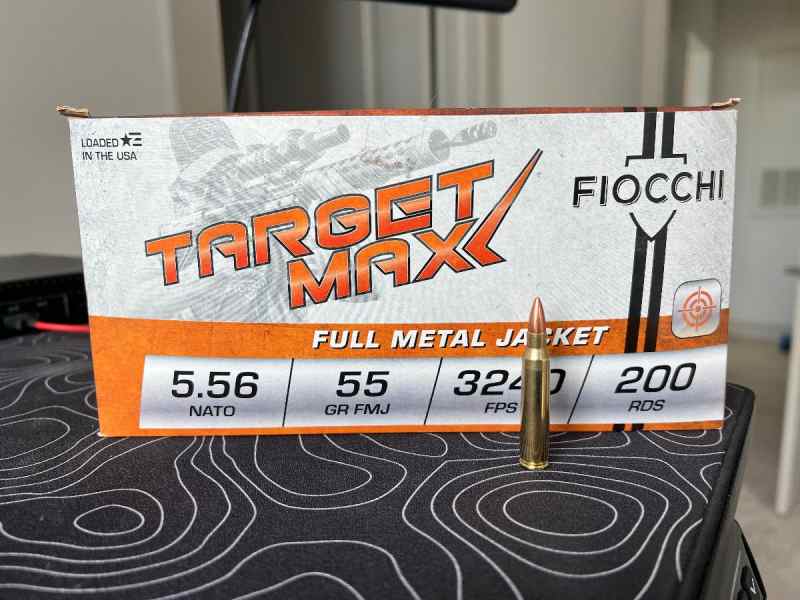 LOADED
IN THE USA
TARGET
MAX
FIOCCHI
FULL METAL JACKET
5.56
NATO
55
GR FMJ
3240
FPS
200
RDS